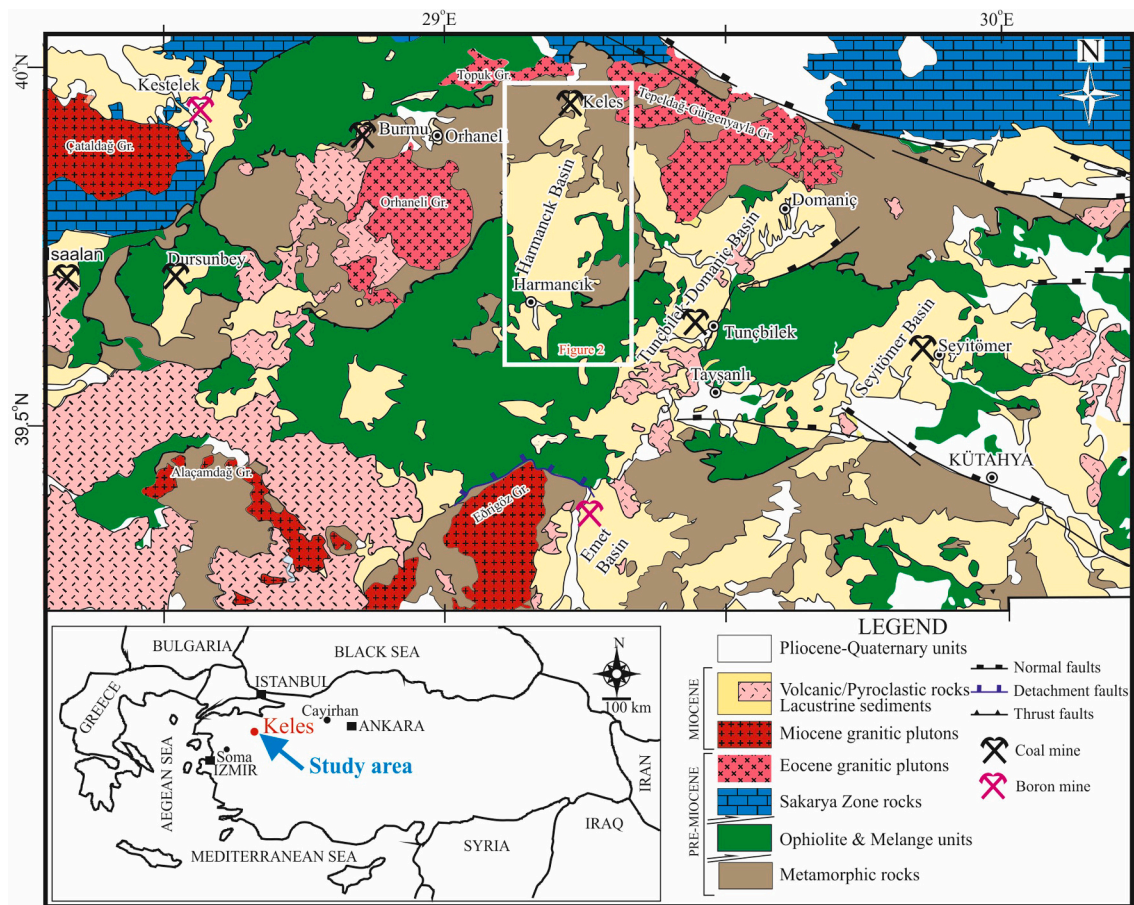 29°E
30°E
40°N
39.5°N
N
Kestelek
Çataldağ Gr.
Topuk Gr.
Keles
Tepeldağ-Gürgenyayla Gr.
Burmu
Orhaneli
Orhaneli Gr.
Harmancık Basin
Domaniç
Isaalan
Dursunbey
Harmancık
Tunçbilek-Domaniç Basin
Tunçbilek
Figure 2
Tavşanlı
Seyitömer Basin
Seyitömer
KÜTAHYA
Alaçamdağ Gr.
Eðrigöz Gr.
Emet
Basin
BULGARIA
BLACK SEA
N
100 km
GREECE
ISTANBUL
Cayirhan
ANKARA
Keles
Soma
IZMIR
Study area
AEGEAN SEA
MEDITERRANEAN SEA
SYRIA
IRAQ
IRAN
LEGEND
Pliocene-Quaternary units
MIOCENE
Volcanic/Pyroclastic rocks
Lacustrine sediments
Miocene granitic plutons
PRE-MIOCENE
Eocene granitic plutons
Sakarya Zone rocks
Ophiolite & Melange units
Metamorphic rocks
Normal faults
Detachment faults
Thrust faults
Coal mine
Boron mine